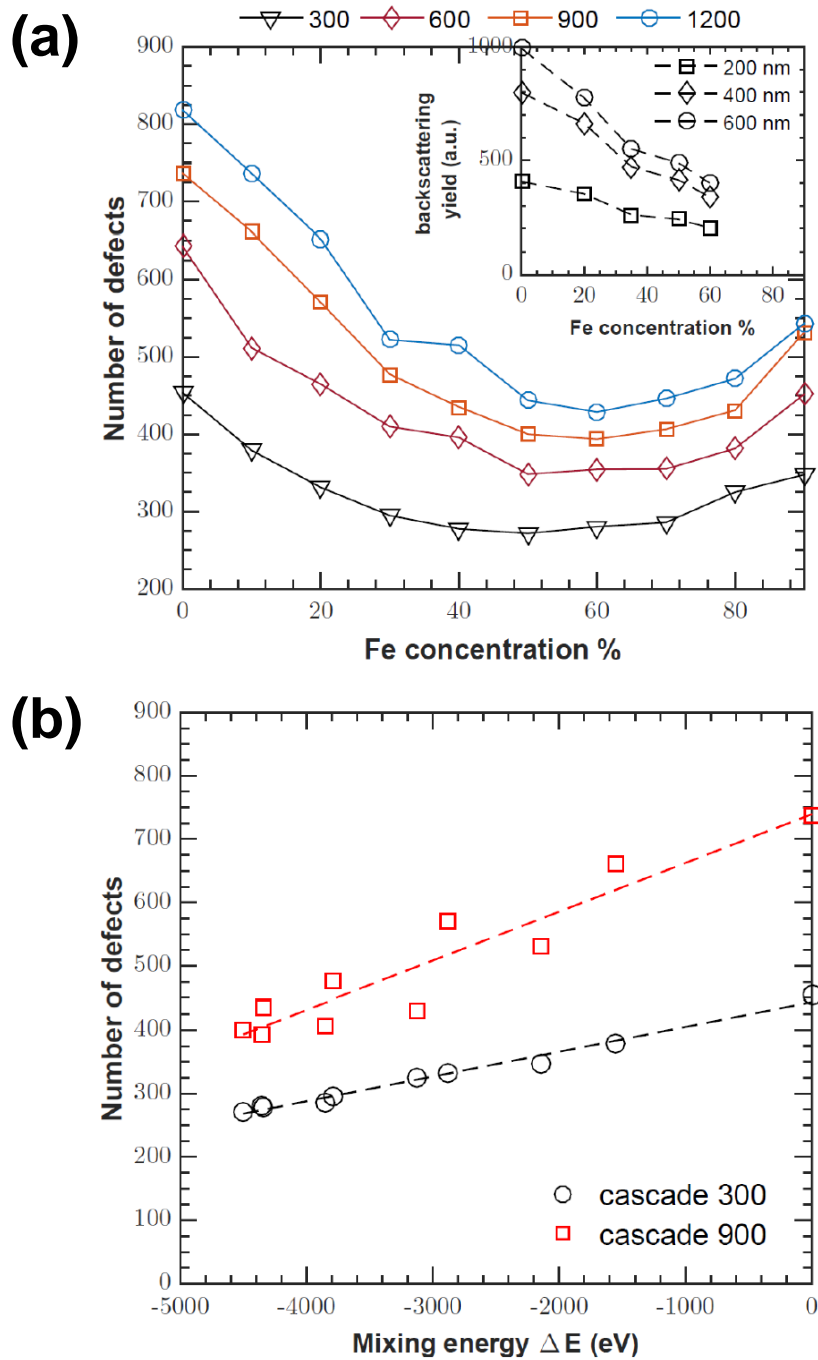 (a)
300 600 900 1200
900
800
700
600
500
400
300
200
Number of defects
0 20 40 60 80
Fe concentration %
1000
500
0
backscattering
yield (a.u.)
200 nm
400 nm
600 nm
0 20 40 60 80
Fe concentration %
(b)
900
800
700
600
500
400
300
200
100
0
Number of defects
cascade 300
cascade 900
-5000 -4000 -3000 -2000 -1000 0
Mixing energy Δ E (eV)